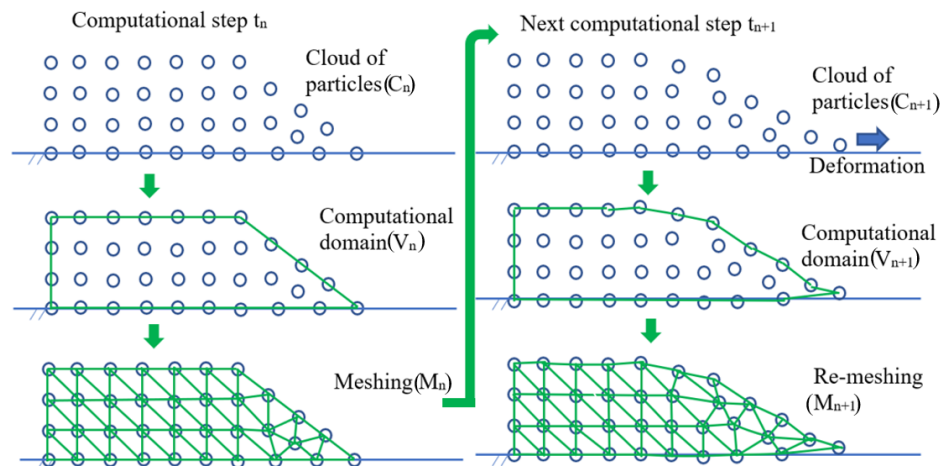 Computational step tn
Cloud of
particles(Cn)
Computational
domain(Vn)
Meshing(Mn)
Next computational step tn+1
Cloud of
particles(Cn+1)
Deformation
Computational
domain(Vn+1)
Re-meshing
(Mn+1)